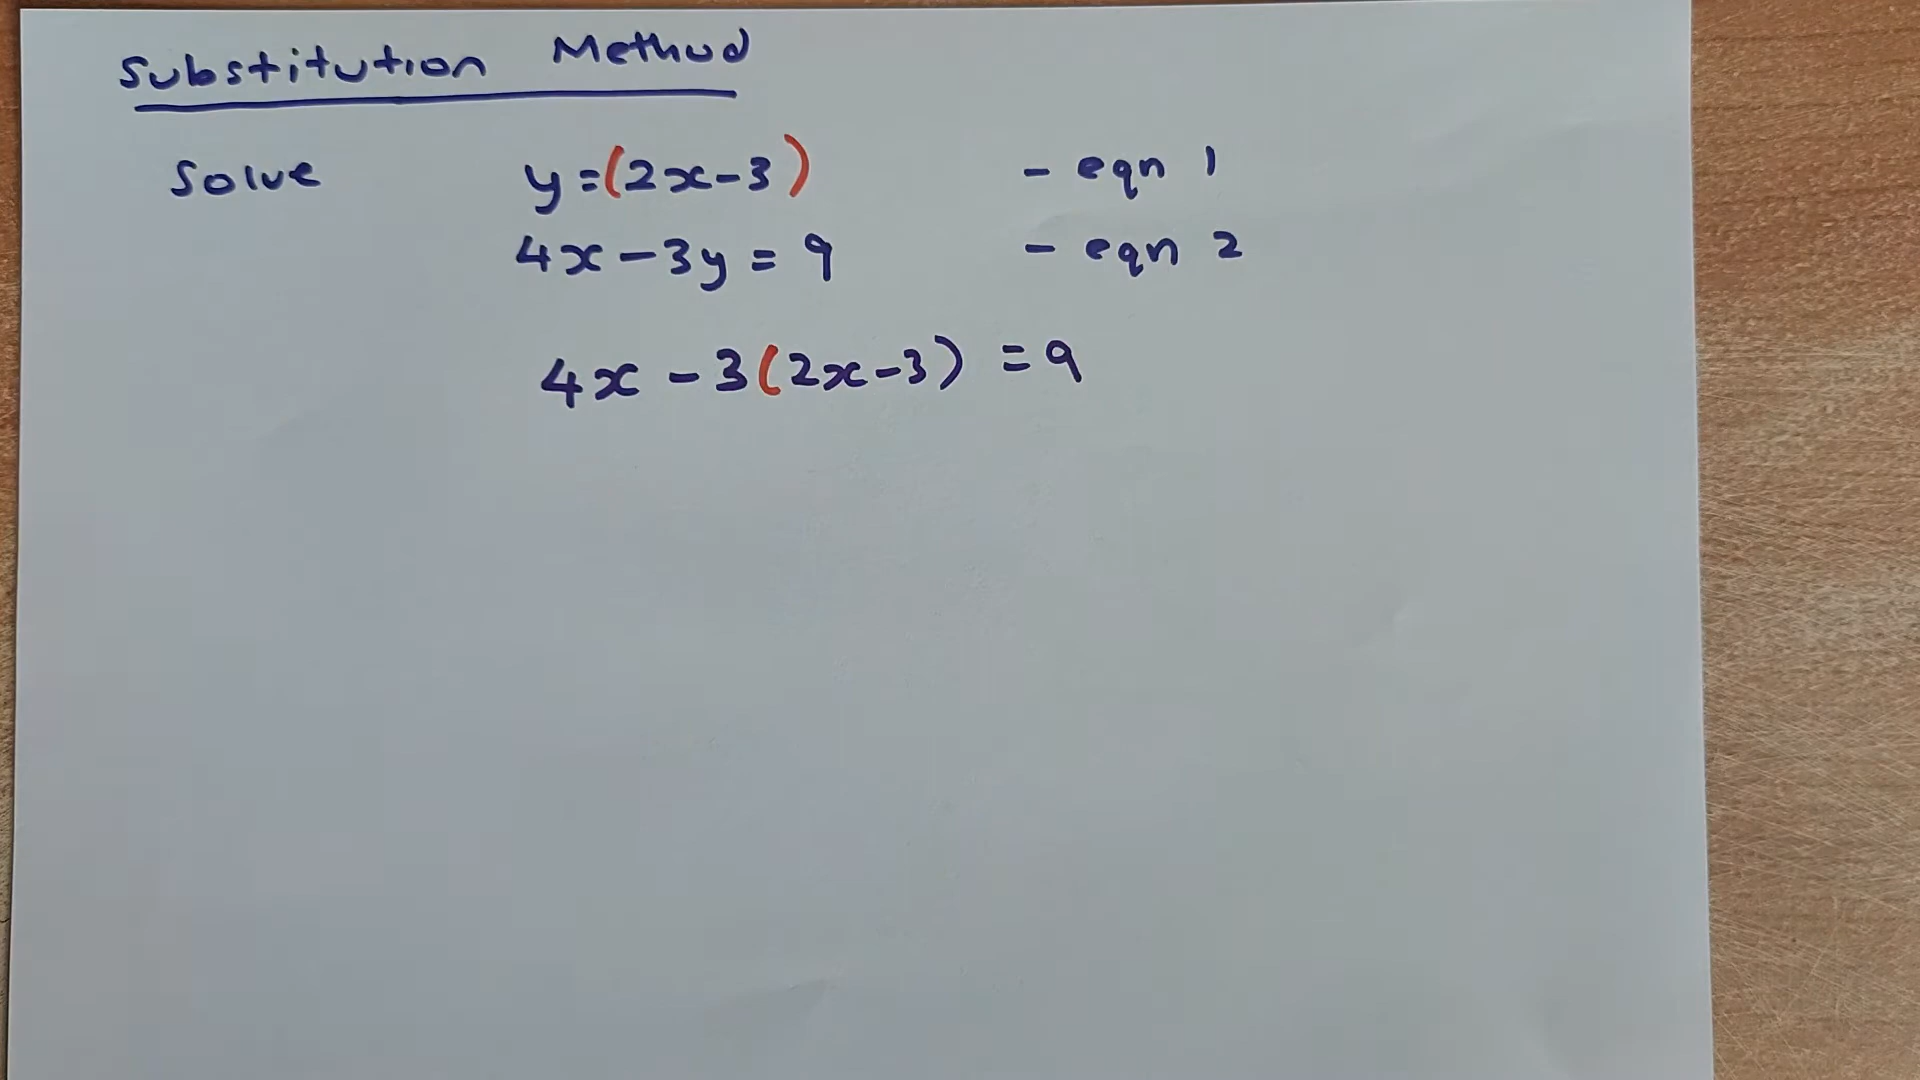 Substitution Method
Solve y=(2x-3) - eqn 1
4x-3y=9 - eqn 2
4x-3(2x-3)=9